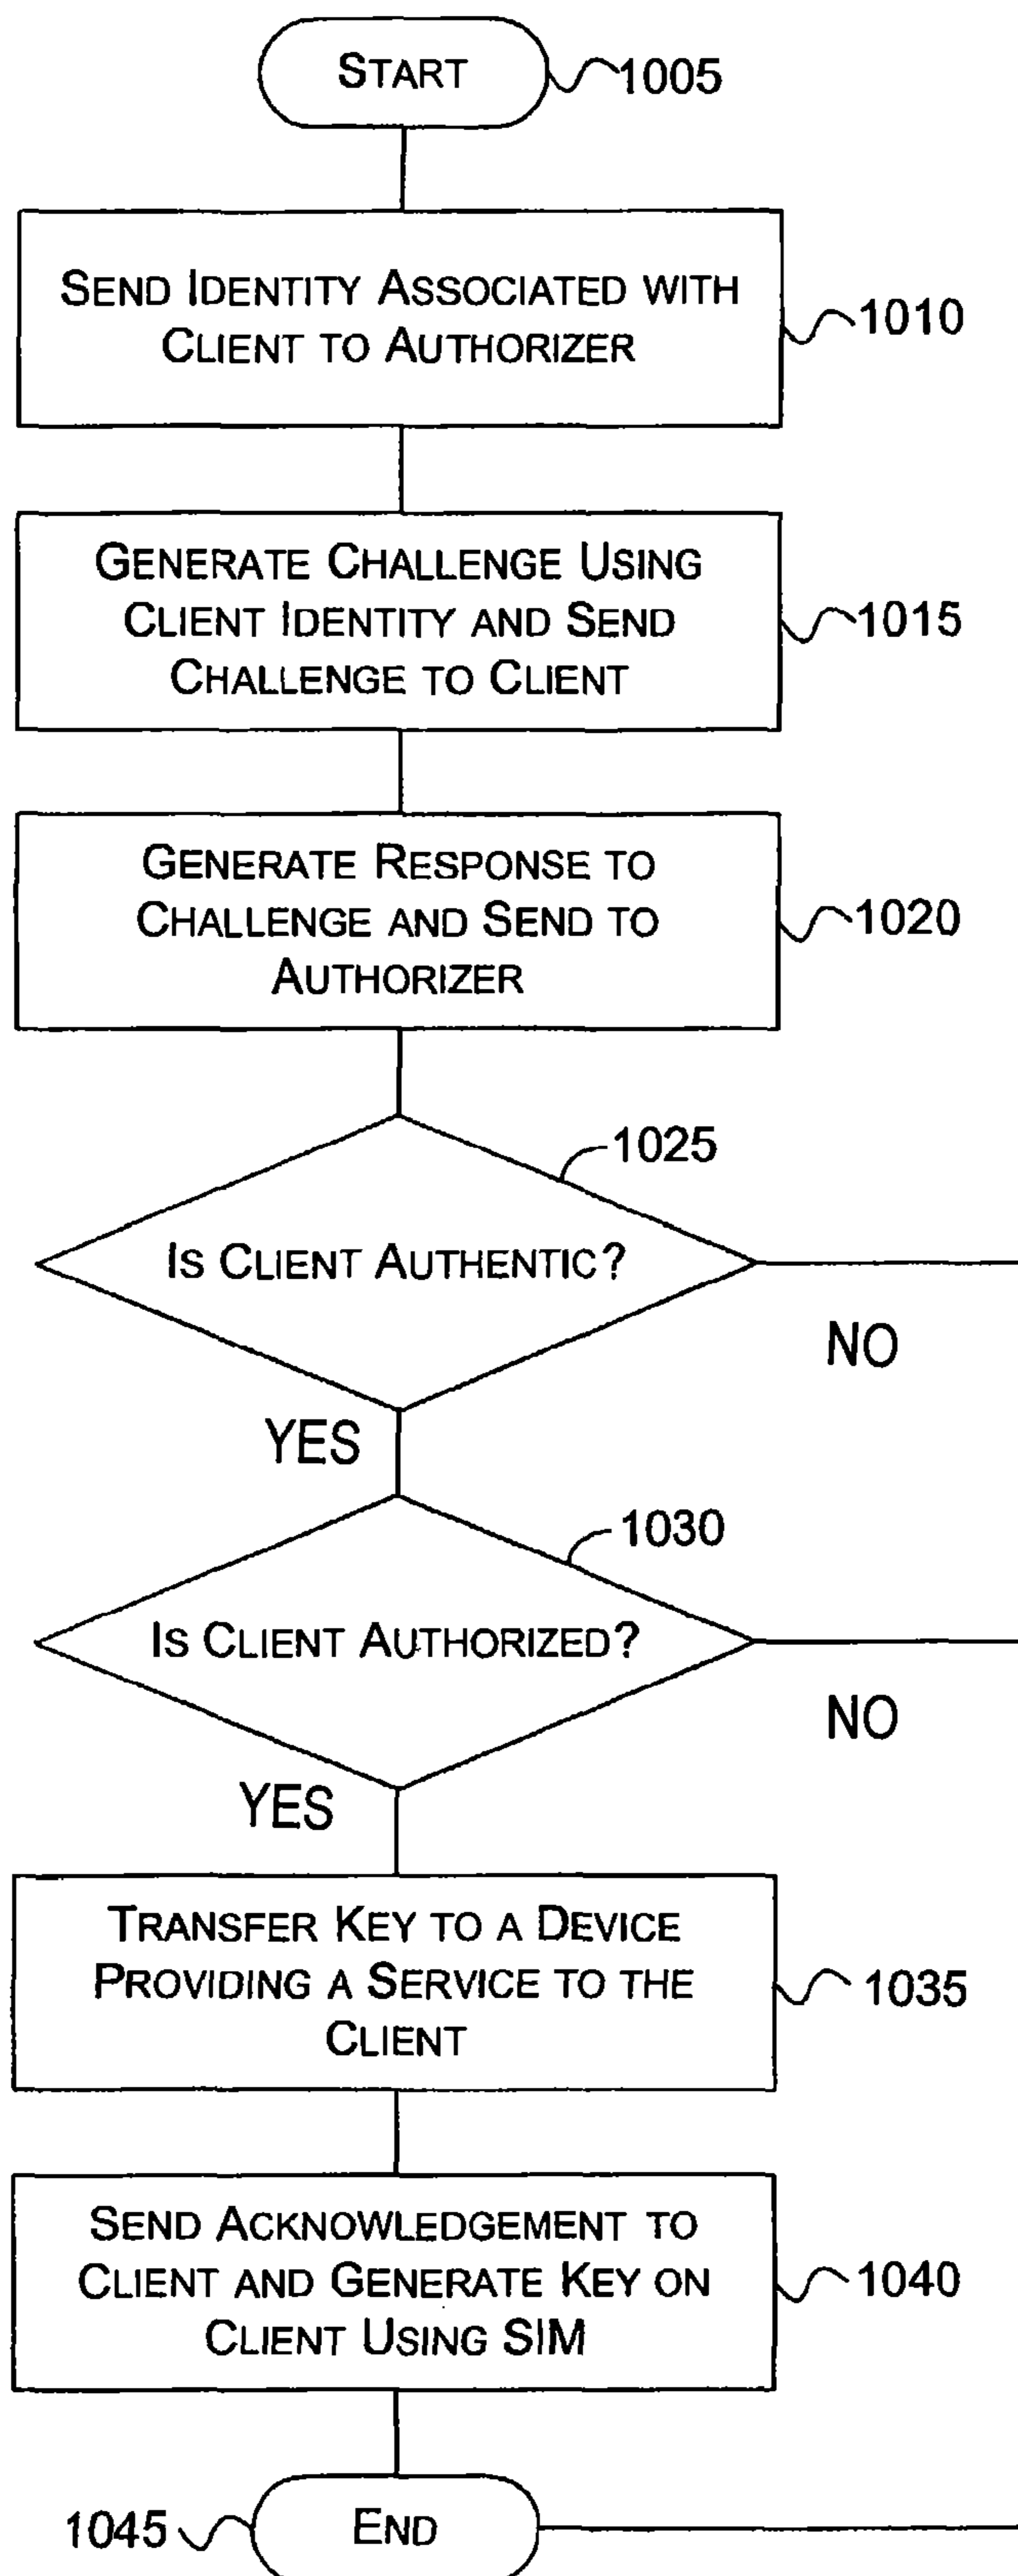 START
1005
SEND IDENTITY ASSOCIATED WITH
CLIENT TO AUTHORIZER
1010
GENERATE CHALLENGE USING
CLIENT IDENTITY AND SEND
CHALLENGE TO CLIENT
1015
GENERATE RESPONSE TO
CHALLENGE AND SEND TO
AUTHORIZER
1020
1025
IS CLIENT AUTHENTIC?
NO
YES
1030
IS CLIENT AUTHORIZED?
NO
YES
TRANSFER KEY TO A DEVICE
PROVIDING A SERVICE TO THE
CLIENT
1035
SEND ACKNOWLEDGEMENT TO
CLIENT AND GENERATE KEY ON
CLIENT USING SIM
1040
1045
END